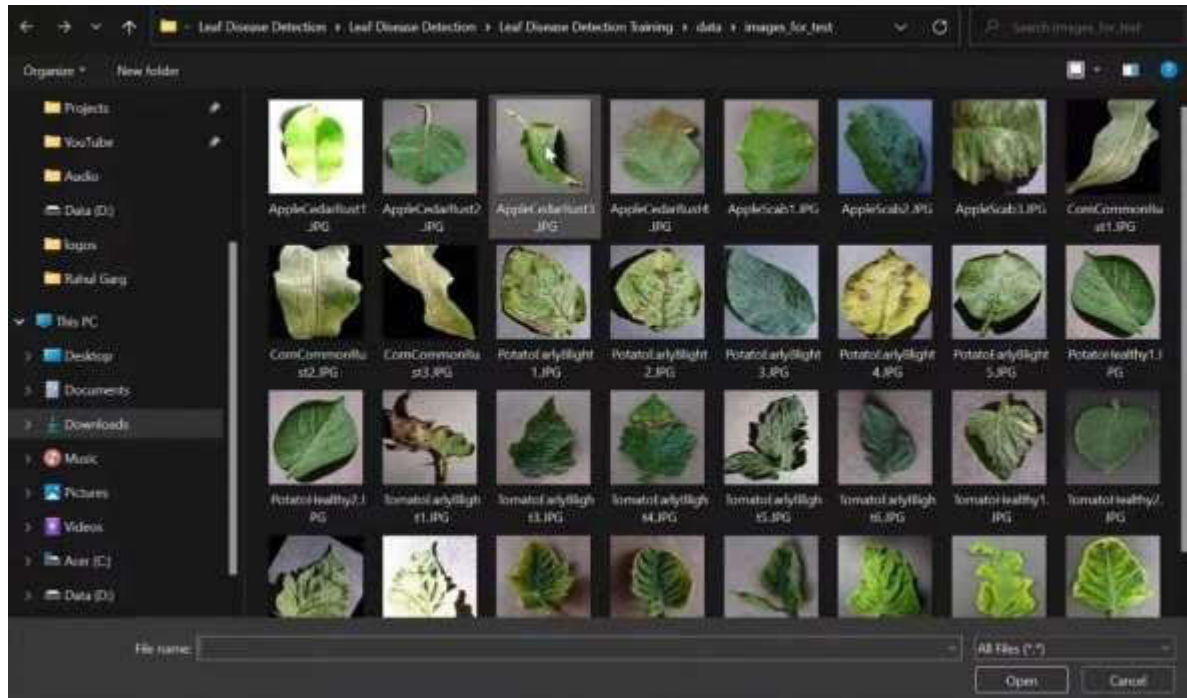 Leaf Disease Detection › Leaf Disease Detection › Leaf Disease Detection Training › data › images_for_test
Search images_for_test
Organize
New folder
Projects
YouTube
Audio
Data (D:)
logos
Rahul Garg
This PC
Desktop
Documents
Downloads
Music
Pictures
Videos
Acer (C:)
Data (D:)
AppleCedarRust1
.JPG
AppleCedarRust2
.JPG
AppleCedarRust3
.JPG
AppleCedarRust4
.JPG
AppleScab1.JPG
AppleScab2.JPG
AppleScab3.JPG
CornCommonRu
st1.JPG
CornCommonRu
st2.JPG
CornCommonRu
st3.JPG
PotatoEarlyBlight
1.JPG
PotatoEarlyBlight
2.JPG
PotatoEarlyBlight
3.JPG
PotatoEarlyBlight
4.JPG
PotatoEarlyBlight
5.JPG
PotatoHealthy1.J
PG
PotatoHealthy2.J
PG
TomatoEarlyBligh
t1.JPG
TomatoEarlyBligh
t3.JPG
TomatoEarlyBligh
t4.JPG
TomatoEarlyBligh
t5.JPG
TomatoEarlyBligh
t6.JPG
TomatoHealthy1.
JPG
TomatoHealthy2.
JPG
File name:
All Files (*.*)
Open
Cancel